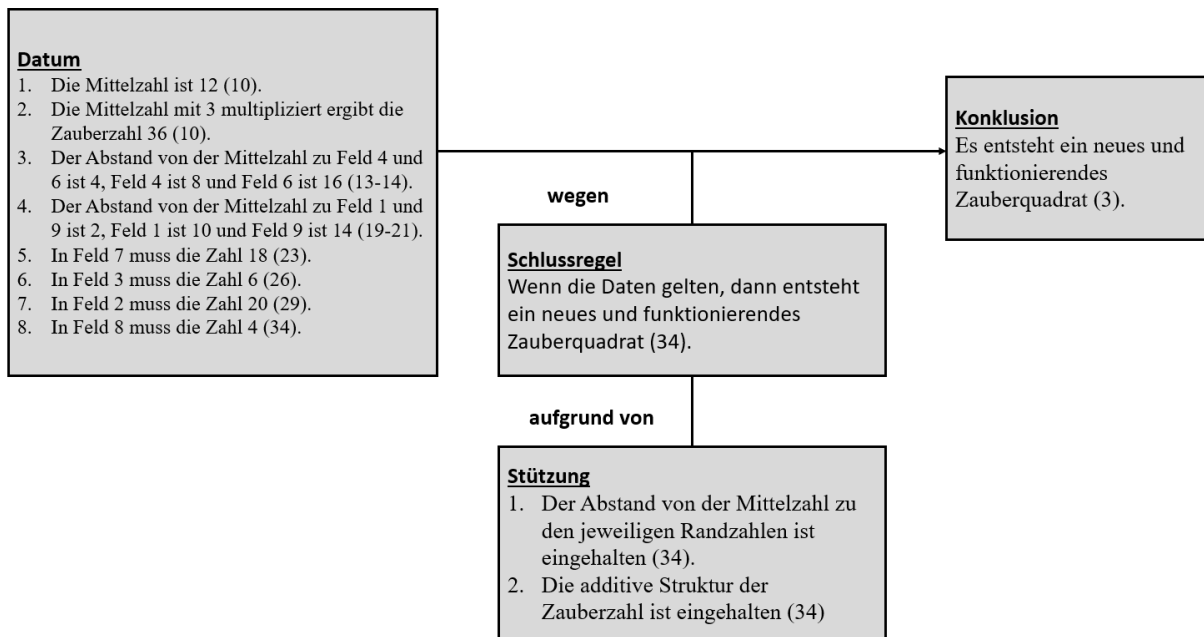 Datum
1. Die Mittelzahl ist 12 (10).
2. Die Mittelzahl mit 3 multipliziert ergibt die
Zauberzahl 36 (10).
3. Der Abstand von der Mittelzahl zu Feld 4 und
6 ist 4, Feld 4 ist 8 und Feld 6 ist 16 (13-14).
4. Der Abstand von der Mittelzahl zu Feld 1 und
9 ist 2, Feld 1 ist 10 und Feld 9 ist 14 (19-21).
5. In Feld 7 muss die Zahl 18 (23).
6. In Feld 3 muss die Zahl 6 (26).
7. In Feld 2 muss die Zahl 20 (29).
8. In Feld 8 muss die Zahl 4 (34).
wegen
Konklusion
Es entsteht ein neues und
funktionierendes
Zauberquadrat (3).
Schlussregel
Wenn die Daten gelten, dann entsteht
ein neues und funktionierendes
Zauberquadrat (34).
aufgrund von
Stützung
1. Der Abstand von der Mittelzahl zu
den jeweiligen Randzahlen ist
eingehalten (34).
2. Die additive Struktur der
Zauberzahl ist eingehalten (34)